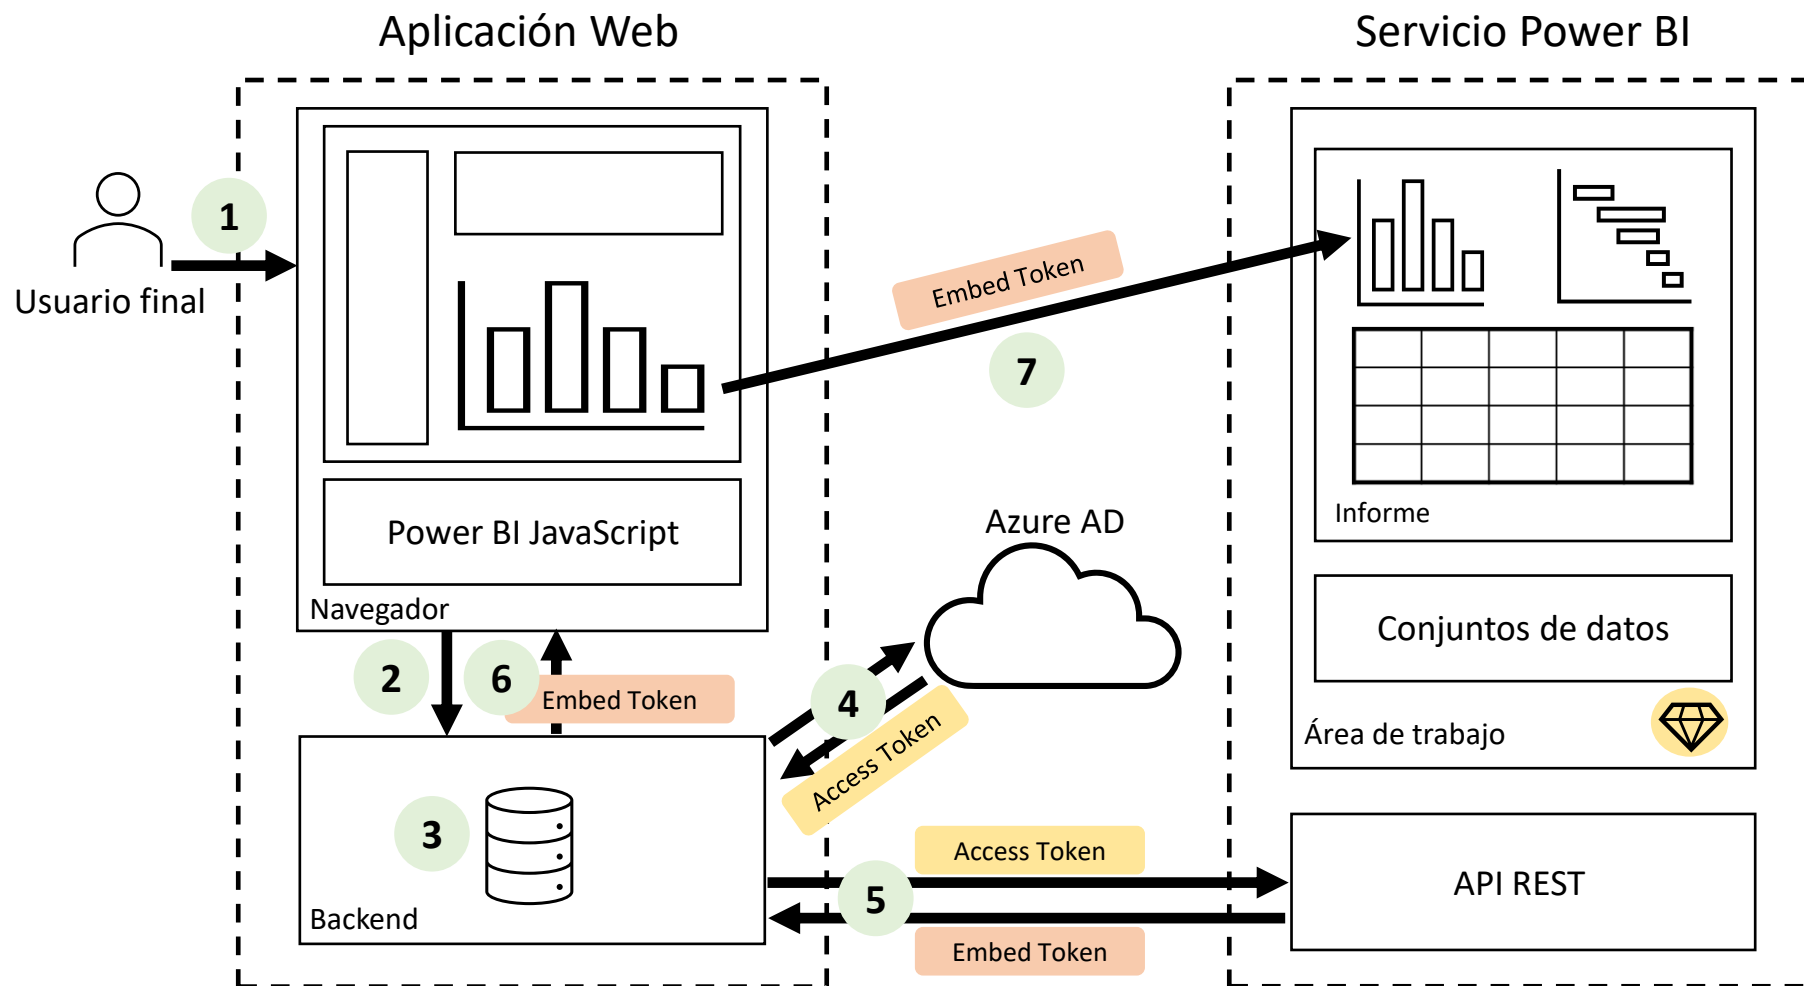 Aplicación Web
Servicio Power BI
1
Usuario final
Embed Token
7
Informe
Power BI JavaScript
Navegador
Azure AD
Conjuntos de datos
Área de trabajo
2
6
Embed Token
4
Access Token
3
Backend
Access Token
5
Embed Token
API REST